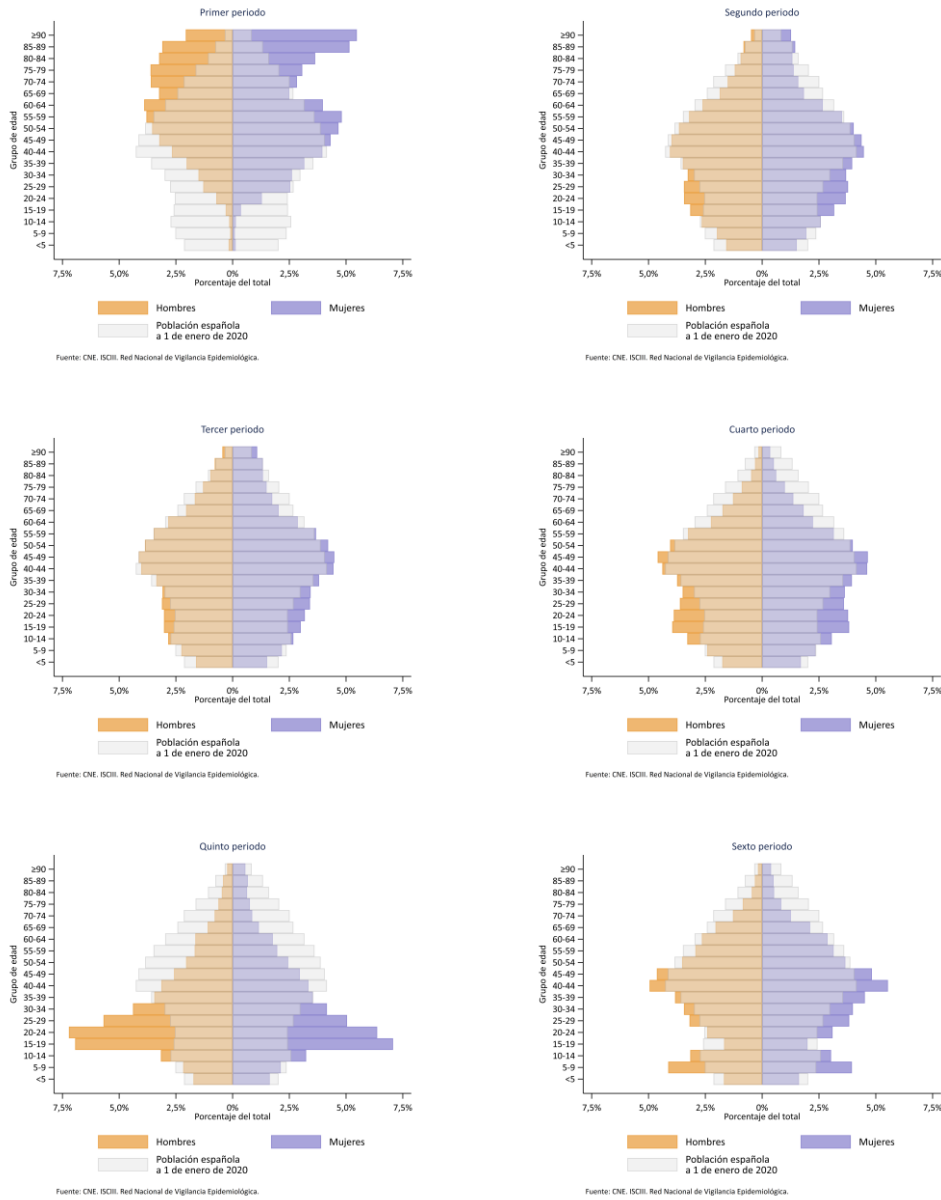 Primer periodo
Grupo de edad
≥90
85-89
80-84
75-79
70-74
65-69
60-64
55-59
50-54
45-49
40-44
35-39
30-34
25-29
20-24
15-19
10-14
5-9
<5
7,5% 5,0% 2,5% 0% 2,5% 5,0% 7,5%
Porcentaje del total
Hombres Mujeres
Población española
a 1 de enero de 2020
Fuente: CNE. ISCIII. Red Nacional de Vigilancia Epidemiológica.
Segundo periodo
Grupo de edad
≥90
85-89
80-84
75-79
70-74
65-69
60-64
55-59
50-54
45-49
40-44
35-39
30-34
25-29
20-24
15-19
10-14
5-9
<5
7,5% 5,0% 2,5% 0% 2,5% 5,0% 7,5%
Porcentaje del total
Hombres Mujeres
Población española
a 1 de enero de 2020
Fuente: CNE. ISCIII. Red Nacional de Vigilancia Epidemiológica.
Tercer periodo
Grupo de edad
≥90
85-89
80-84
75-79
70-74
65-69
60-64
55-59
50-54
45-49
40-44
35-39
30-34
25-29
20-24
15-19
10-14
5-9
<5
7,5% 5,0% 2,5% 0% 2,5% 5,0% 7,5%
Porcentaje del total
Hombres Mujeres
Población española
a 1 de enero de 2020
Fuente: CNE. ISCIII. Red Nacional de Vigilancia Epidemiológica.
Cuarto periodo
Grupo de edad
≥90
85-89
80-84
75-79
70-74
65-69
60-64
55-59
50-54
45-49
40-44
35-39
30-34
25-29
20-24
15-19
10-14
5-9
<5
7,5% 5,0% 2,5% 0% 2,5% 5,0% 7,5%
Porcentaje del total
Hombres Mujeres
Población española
a 1 de enero de 2020
Fuente: CNE. ISCIII. Red Nacional de Vigilancia Epidemiológica.
Quinto periodo
Grupo de edad
≥90
85-89
80-84
75-79
70-74
65-69
60-64
55-59
50-54
45-49
40-44
35-39
30-34
25-29
20-24
15-19
10-14
5-9
<5
7,5% 5,0% 2,5% 0% 2,5% 5,0% 7,5%
Porcentaje del total
Hombres Mujeres
Población española
a 1 de enero de 2020
Fuente: CNE. ISCIII. Red Nacional de Vigilancia Epidemiológica.
Sexto periodo
Grupo de edad
≥90
85-89
80-84
75-79
70-74
65-69
60-64
55-59
50-54
45-49
40-44
35-39
30-34
25-29
20-24
15-19
10-14
5-9
<5
7,5% 5,0% 2,5% 0% 2,5% 5,0% 7,5%
Porcentaje del total
Hombres Mujeres
Población española
a 1 de enero de 2020
Fuente: CNE. ISCIII. Red Nacional de Vigilancia Epidemiológica.